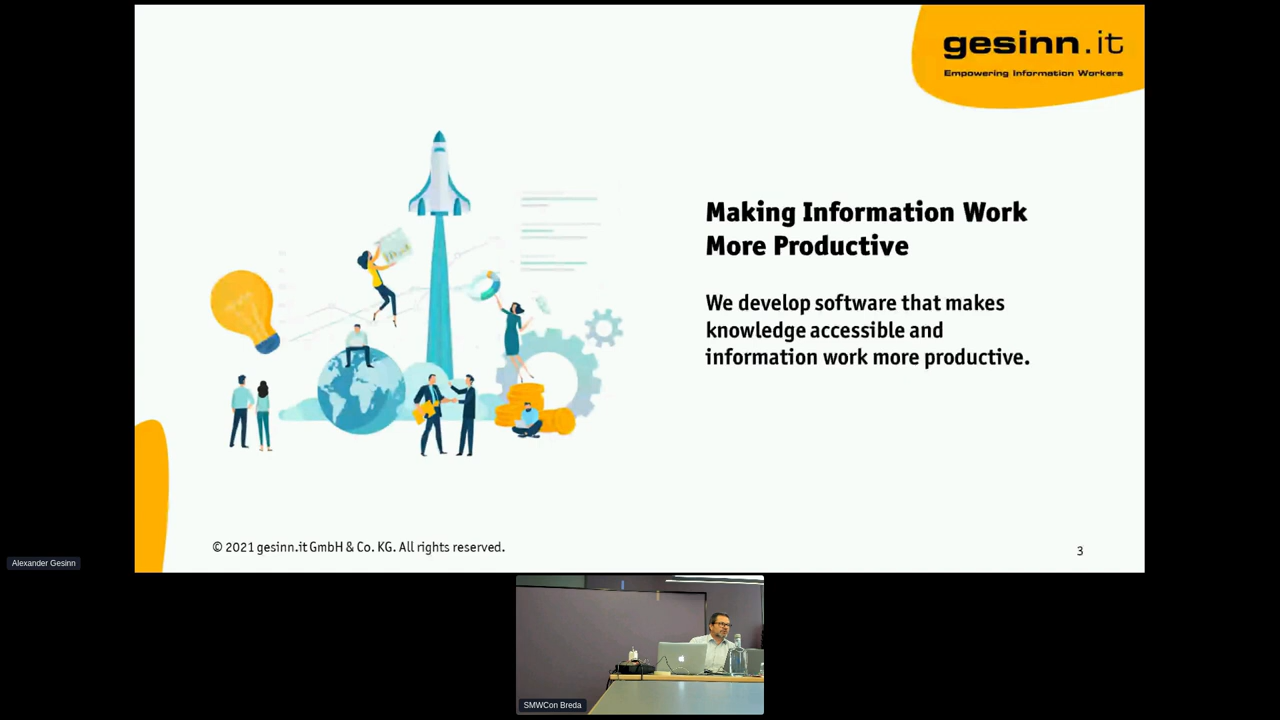 gesinn.it
Empowering Information Workers
Making Information Work
More Productive
We develop software that makes
knowledge accessible and
information work more productive.
© 2021 gesinn.it GmbH & Co. KG. All rights reserved.
3
Alexander Gesinn
SMWCon Breda